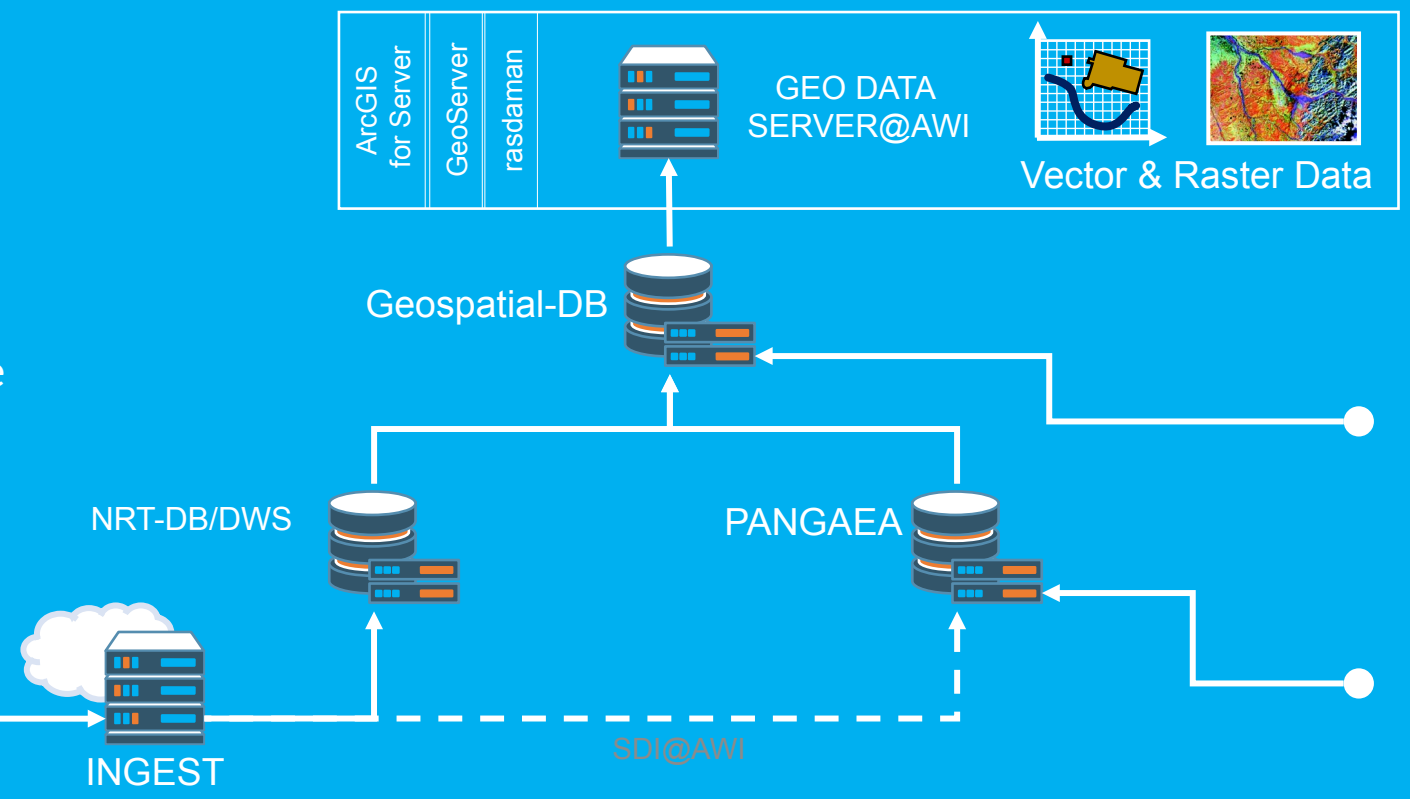 ArcGIS
for Server
GeoServer
rasdaman
GEO DATA
SERVER@AWI
Vector & Raster Data
Geospatial-DB
e
NRT-DB/DWS
PANGAEA
SDI@AWI
INGEST